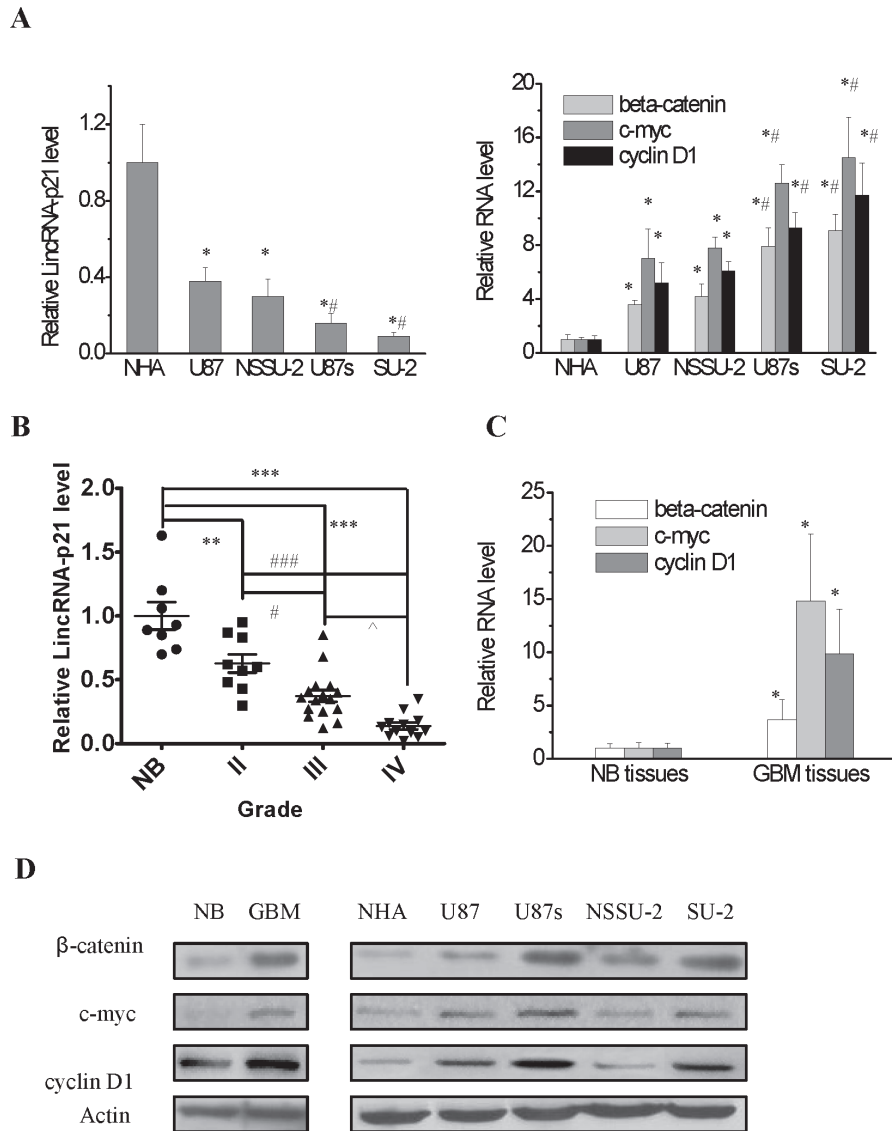 A
Relative LincRNA-p21 level
1.2
0.8
0.4
0.0
*
*
*#
*#
NHA U87 NSSU-2 U87s SU-2
Relative RNA level
20
16
12
8
4
0
beta-catenin
c-myc
cyclin D1
*
*
*
*
*
*
*#
*#
*#
*#
*#
*#
NHA U87 NSSU-2 U87s SU-2
B
Relative LincRNA-p21 level
2.0
1.5
1.0
0.5
0.0
***
***
**
###
#
^
NB II III IV
Grade
C
Relative RNA level
25
20
15
10
5
0
beta-catenin
c-myc
cyclin D1
*
*
*
NB tissues GBM tissues
D
NB GBM NHA U87 U87s NSSU-2 SU-2
β-catenin
c-myc
cyclin D1
Actin